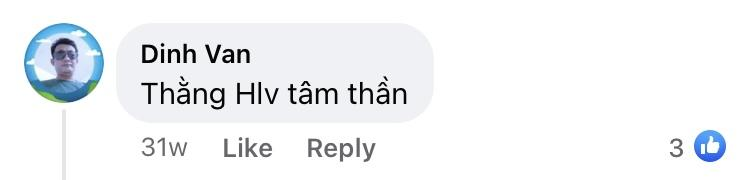 Dinh Van
Thằng Hlv tâm thần
31w Like Reply 3